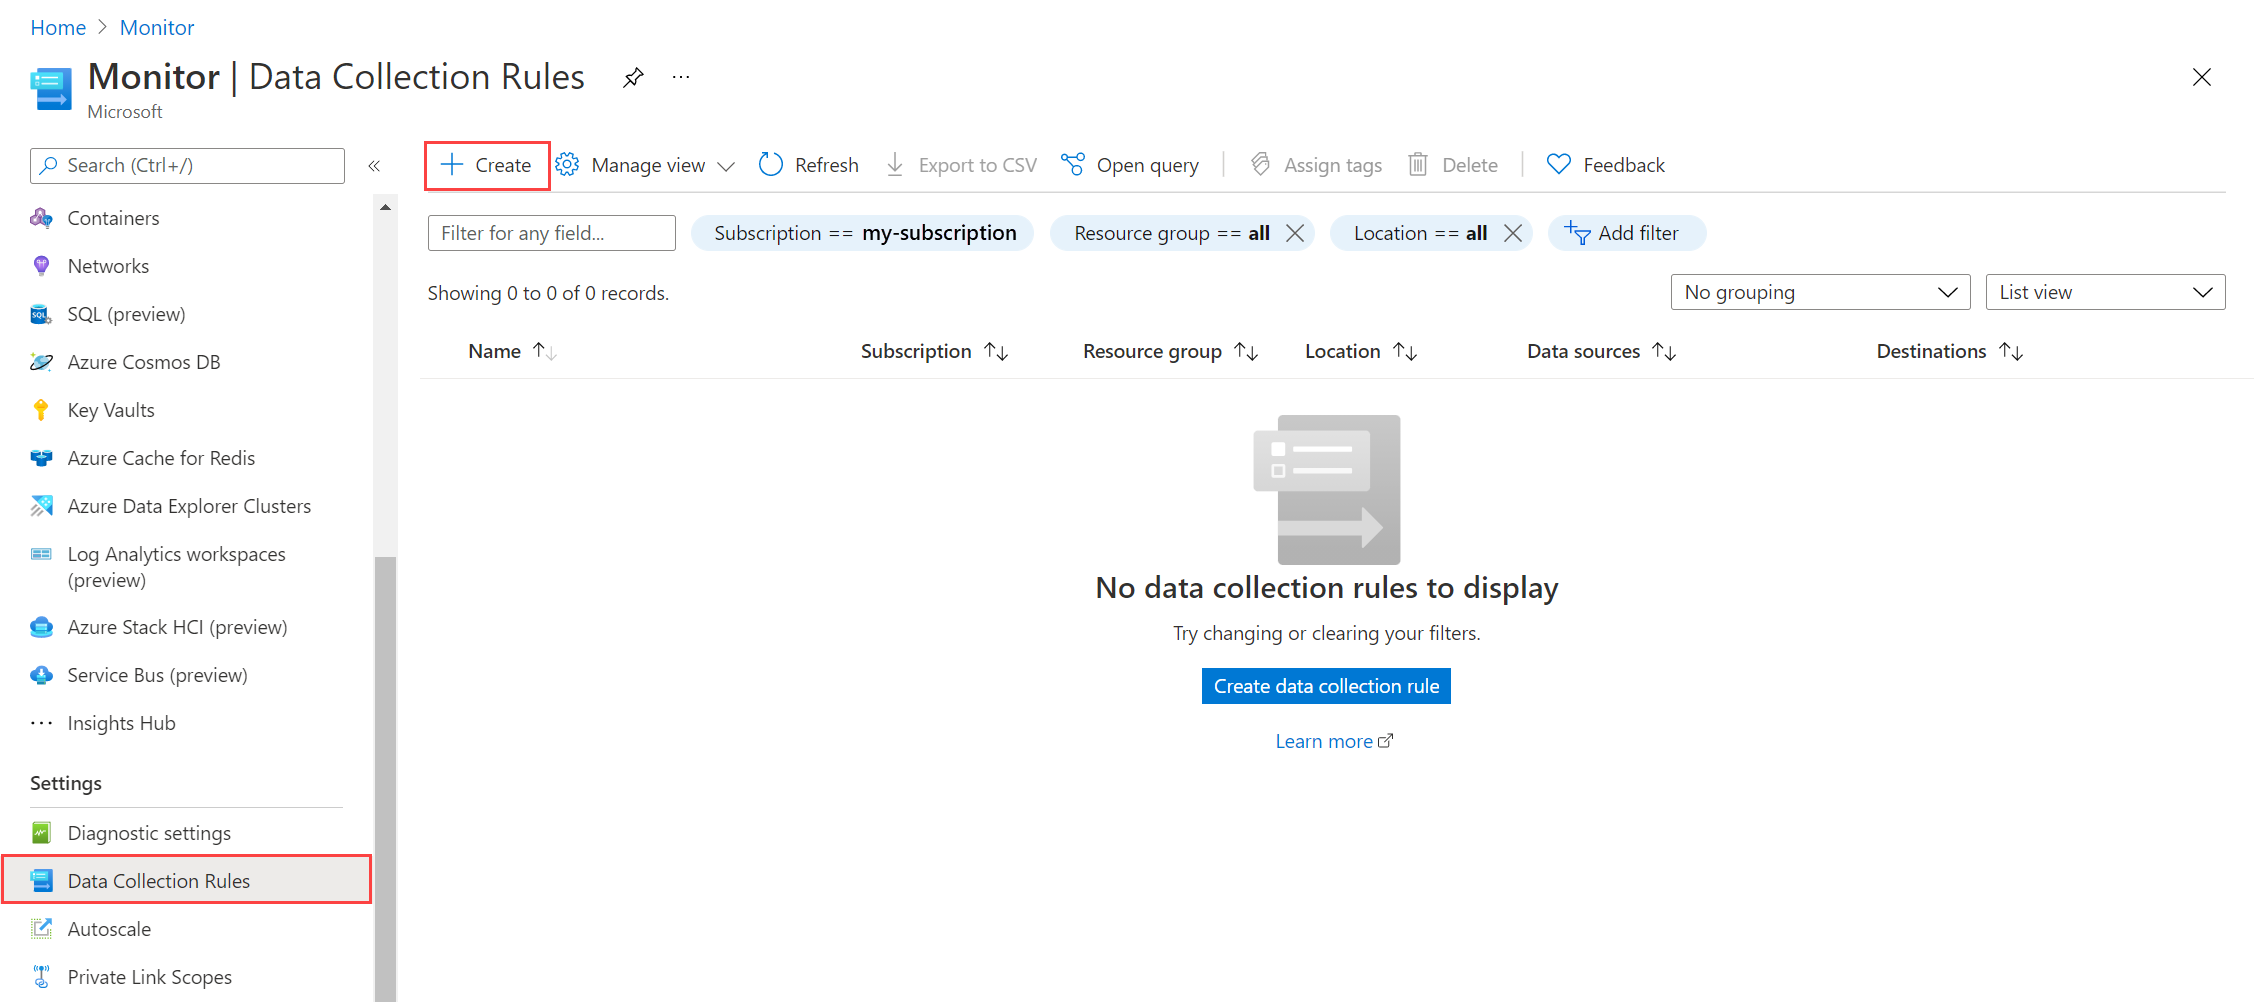 Home > Monitor
Monitor | Data Collection Rules ...
Microsoft
Search (Ctrl+/) «
Create Manage view Refresh Export to CSV Open query Assign tags Delete Feedback
Filter for any field... Subscription == my-subscription Resource group == all Location == all Add filter
Showing 0 to 0 of 0 records. No grouping List view
Name Subscription Resource group Location Data sources Destinations
No data collection rules to display
Try changing or clearing your filters.
Create data collection rule
Learn more
Containers
Networks
SQL (preview)
Azure Cosmos DB
Key Vaults
Azure Cache for Redis
Azure Data Explorer Clusters
Log Analytics workspaces
(preview)
Azure Stack HCI (preview)
Service Bus (preview)
Insights Hub
Settings
Diagnostic settings
Data Collection Rules
Autoscale
Private Link Scopes